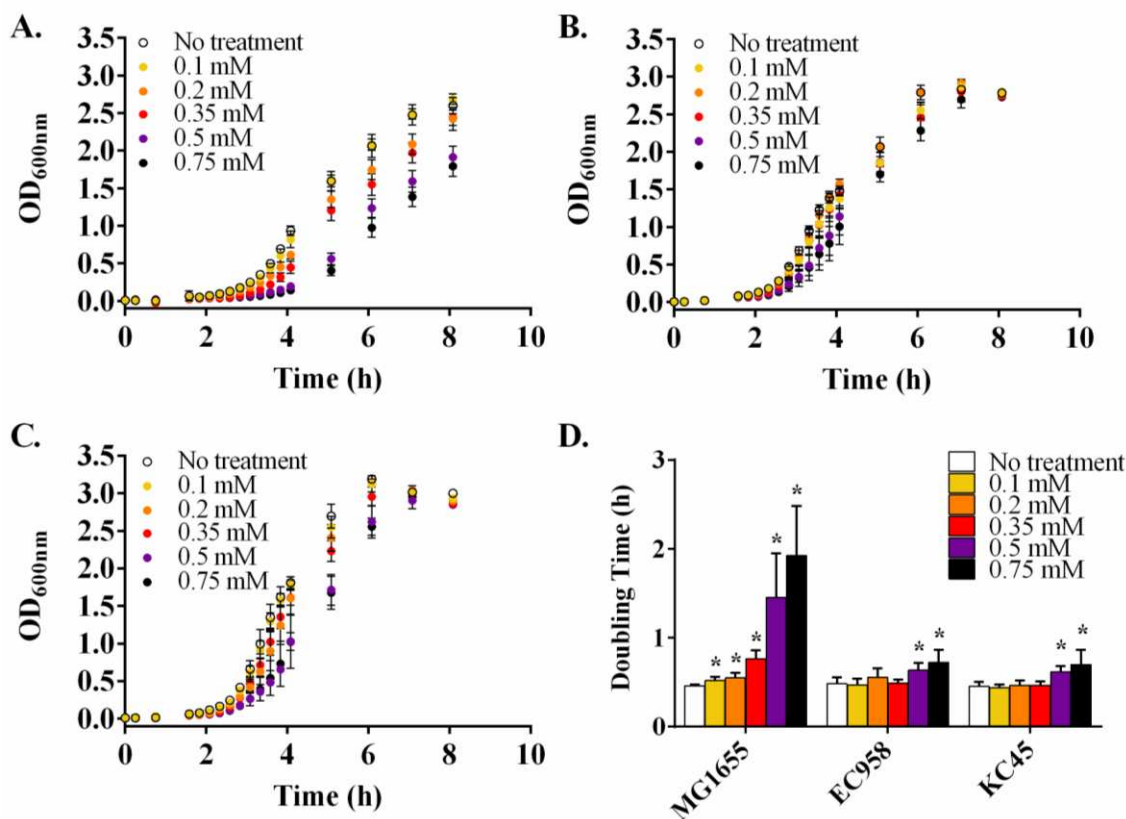 A.
3.5
3.0
2.5
2.0
1.5
1.0
0.5
0.0
OD600nm
0 2 4 6 8 10
Time (h)
No treatment
0.1 mM
0.2 mM
0.35 mM
0.5 mM
0.75 mM
B.
3.5
3.0
2.5
2.0
1.5
1.0
0.5
0.0
OD600nm
0 2 4 6 8 10
Time (h)
No treatment
0.1 mM
0.2 mM
0.35 mM
0.5 mM
0.75 mM
C.
3.5
3.0
2.5
2.0
1.5
1.0
0.5
0.0
OD600nm
0 2 4 6 8 10
Time (h)
No treatment
0.1 mM
0.2 mM
0.35 mM
0.5 mM
0.75 mM
D.
3
2
1
0
Doubling Time (h)
No treatment
0.1 mM
0.2 mM
0.35 mM
0.5 mM
0.75 mM
* * * * *
* *
* *
MG1655
EC958
KC45